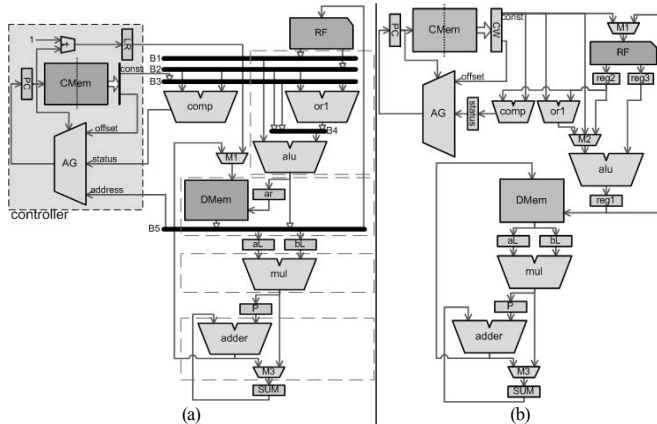 1
+
LR
RF
B1
B2
B3
PC
CMem
const
comp
or1
B4
offset
AG
status
M1
alu
address
DMem
ar
controller
B5
aL
bL
mul
P
adder
M3
SUM
(a)
PC
CMem
CW
const
M1
RF
offset
reg2
reg3
AG
status
comp
or1
M2
alu
DMem
reg1
aL
bL
mul
P
adder
M3
SUM
(b)